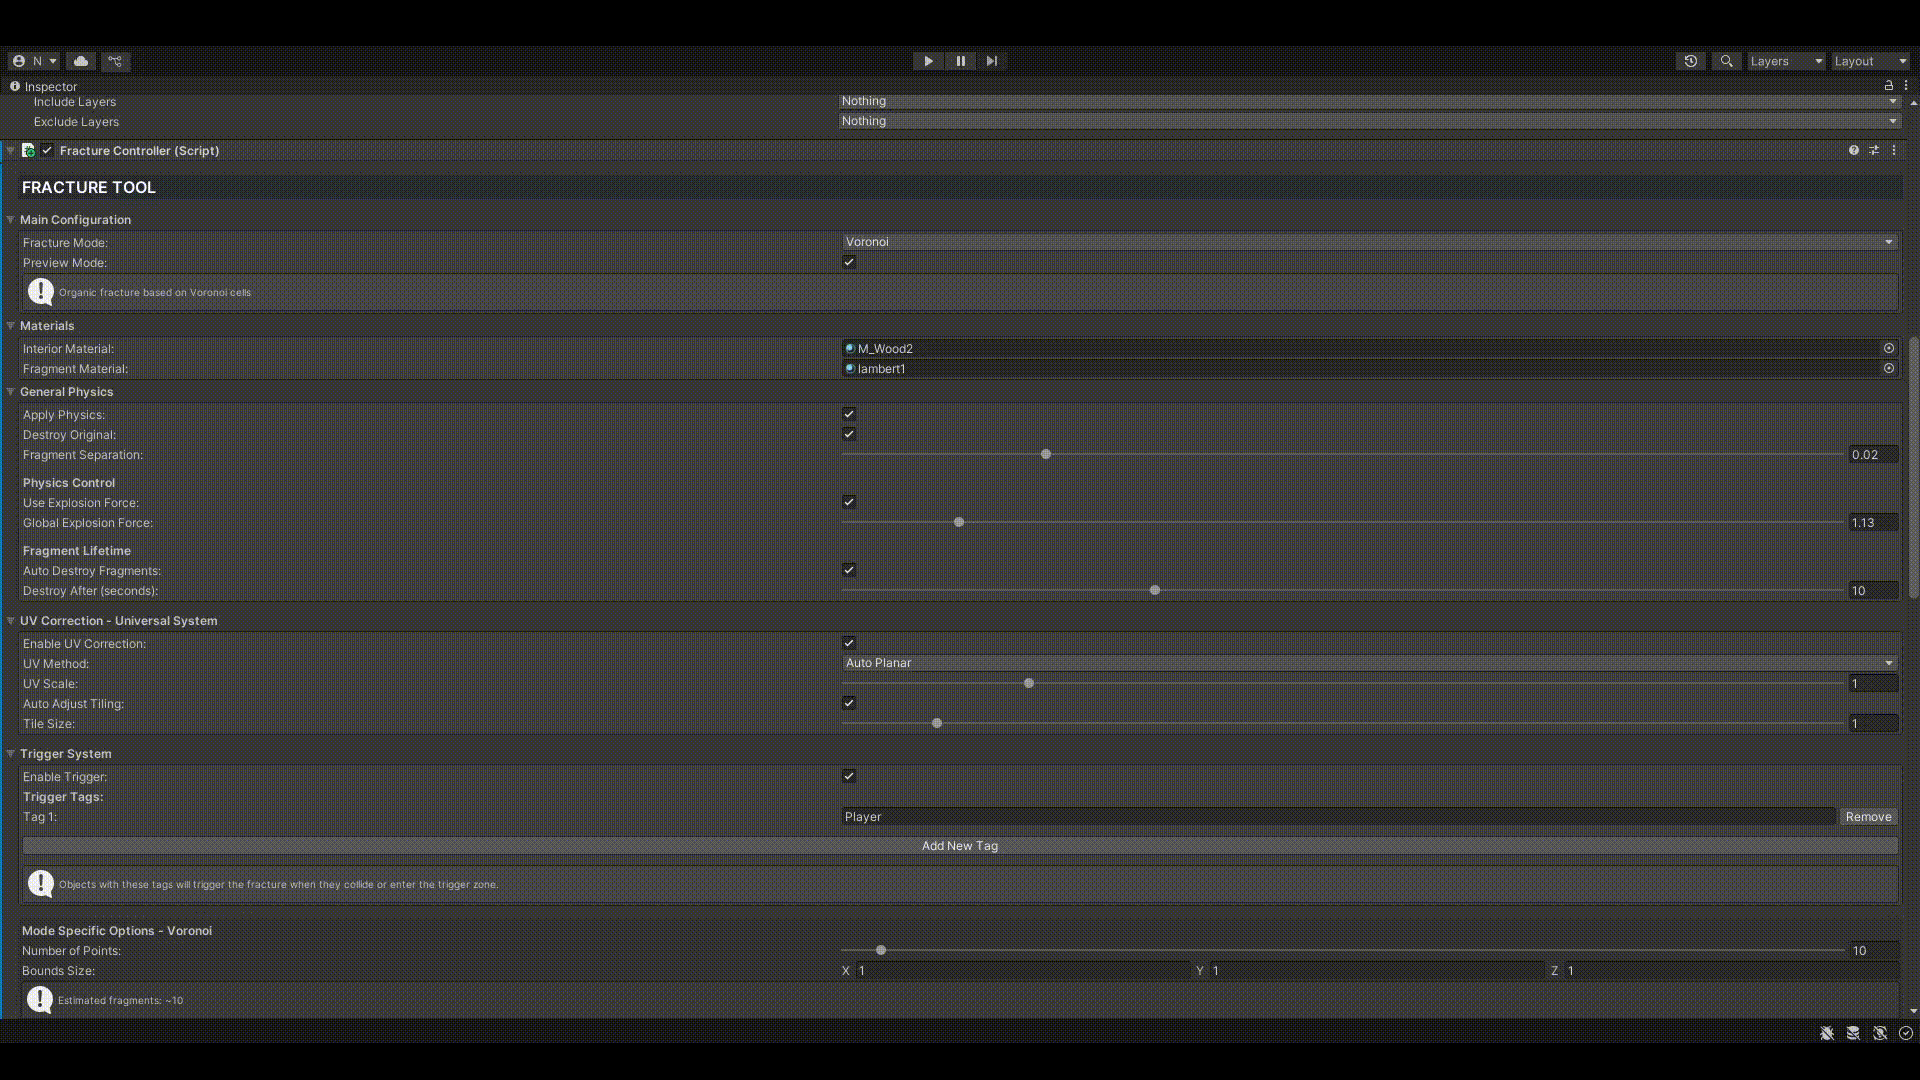 N Layers Layout
Inspector
Include Layers Nothing
Exclude Layers Nothing
Fracture Controller (Script)
FRACTURE TOOL
Main Configuration
Fracture Mode: Voronoi
Preview Mode:
Organic fracture based on Voronoi cells
Materials
Interior Material: M_Wood2
Fragment Material: lambert1
General Physics
Apply Physics:
Destroy Original:
Fragment Separation: 0.02
Physics Control
Use Explosion Force:
Global Explosion Force: 1.13
Fragment Lifetime
Auto Destroy Fragments:
Destroy After (seconds): 10
UV Correction - Universal System
Enable UV Correction:
UV Method: Auto Planar
UV Scale: 1
Auto Adjust Tiling:
Tile Size: 1
Trigger System
Enable Trigger:
Trigger Tags:
Tag 1: Player Remove
Add New Tag
Objects with these tags will trigger the fracture when they collide or enter the trigger zone.
Mode Specific Options - Voronoi
Number of Points: 10
Bounds Size: X 1 Y 1 Z 1
Estimated fragments: ~10